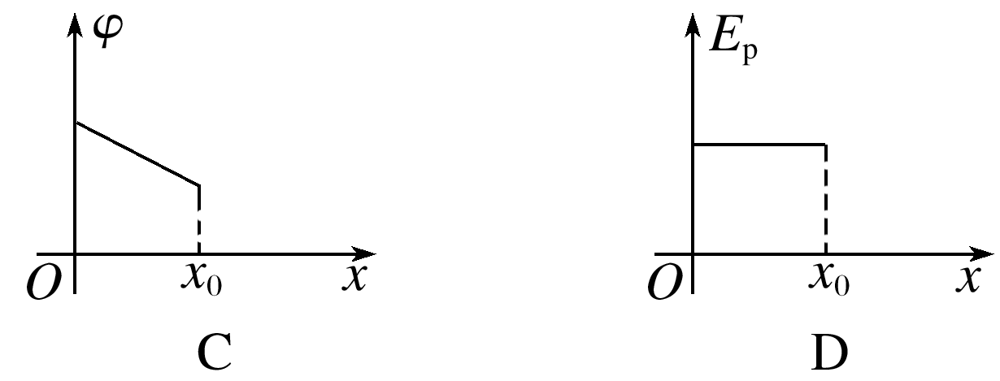 φ
O x₀ x
C
Eₚ
O x₀ x
D